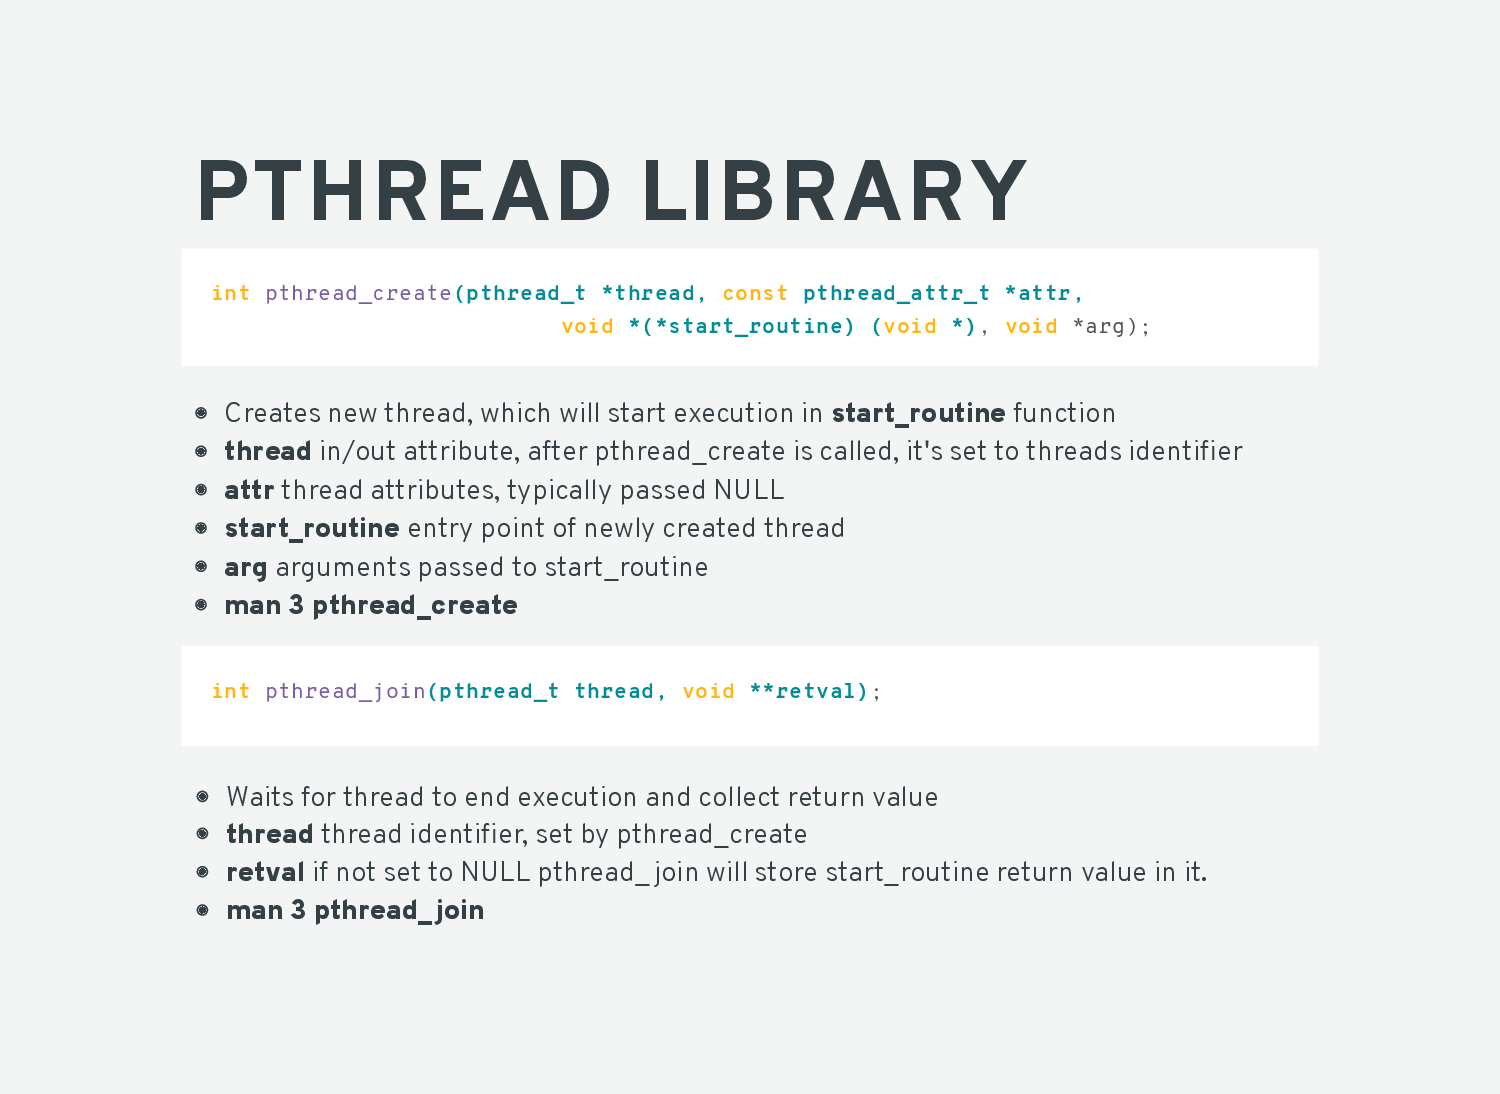 PTHREAD LIBRARY
int pthread_create(pthread_t *thread, const pthread_attr_t *attr,
void *(*start_routine) (void *), void *arg);
Creates new thread, which will start execution in start_routine function
thread in/out attribute, after pthread_create is called, it's set to threads identifier
attr thread attributes, typically passed NULL
start_routine entry point of newly created thread
arg arguments passed to start_routine
man 3 pthread_create
int pthread_join(pthread_t thread, void **retval);
Waits for thread to end execution and collect return value
thread thread identifier, set by pthread_create
retval if not set to NULL pthread_join will store start_routine return value in it.
man 3 pthread_join